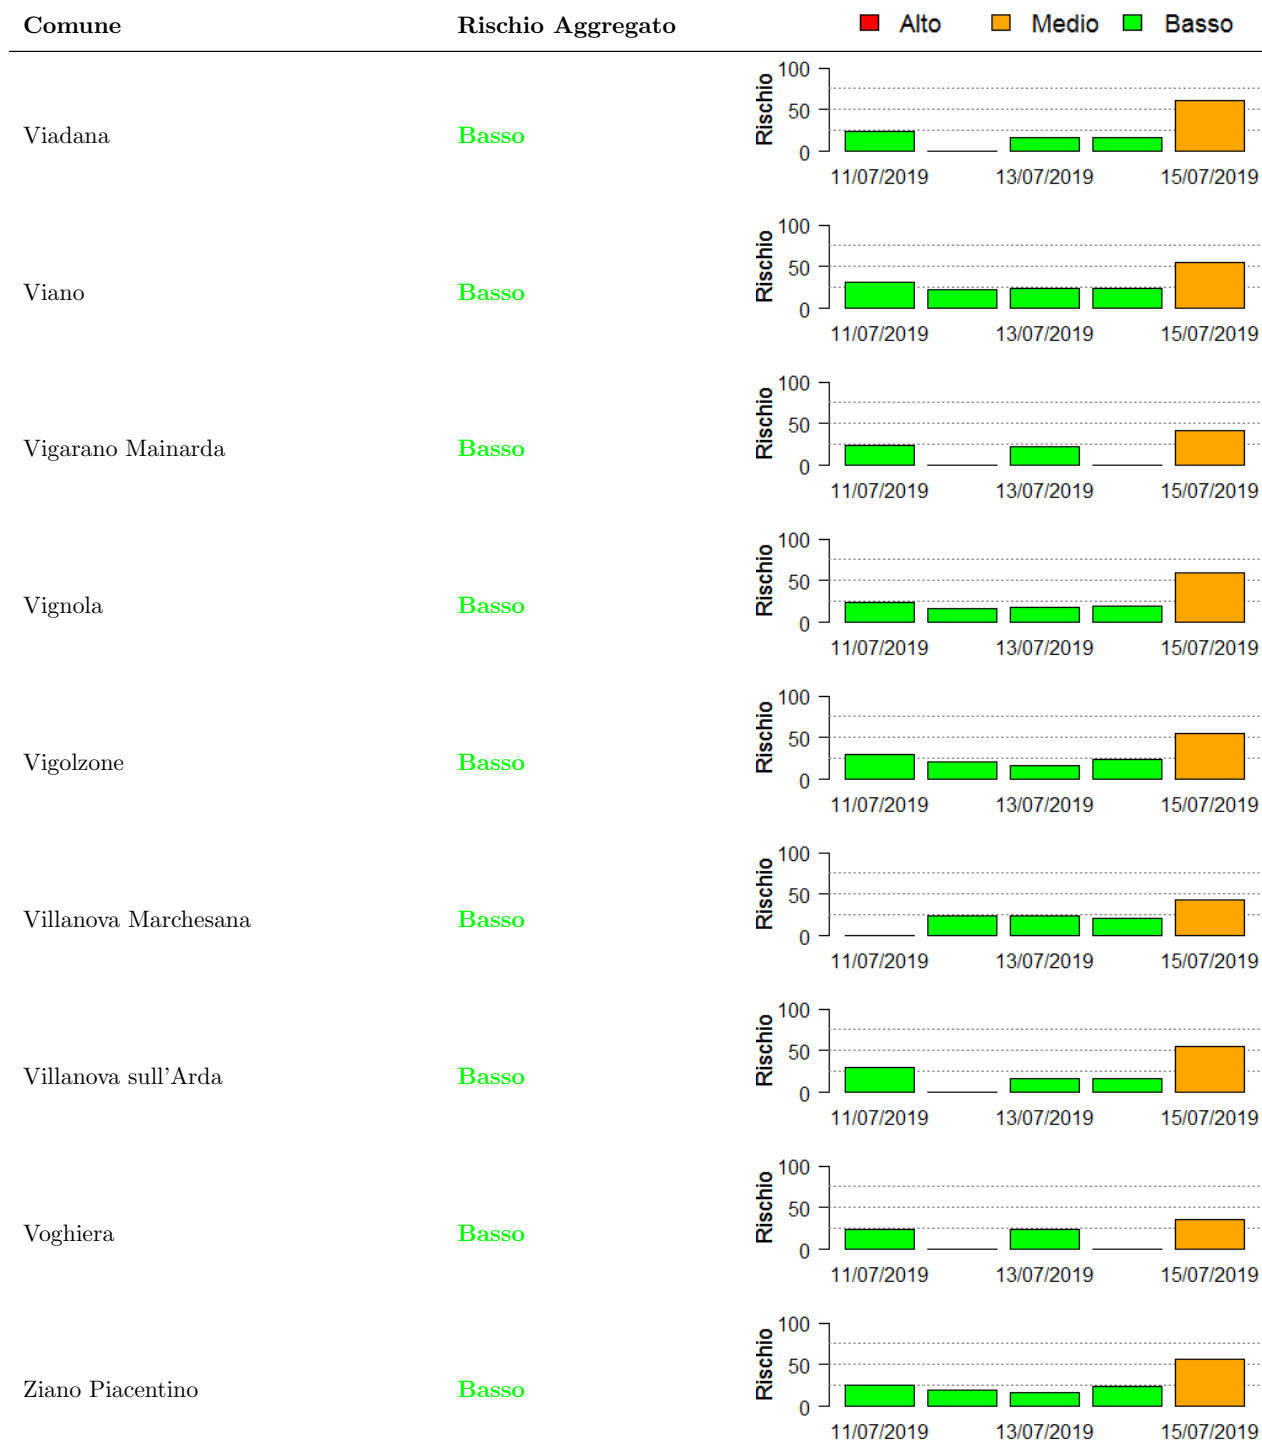 Comune Rischio Aggregato Alto Medio Basso
Viadana Basso Rischio 100 50 0
11/07/2019 13/07/2019 15/07/2019
Viano Basso Rischio 100 50 0
11/07/2019 13/07/2019 15/07/2019
Vigarano Mainarda Basso Rischio 100 50 0
11/07/2019 13/07/2019 15/07/2019
Vignola Basso Rischio 100 50 0
11/07/2019 13/07/2019 15/07/2019
Vigolzone Basso Rischio 100 50 0
11/07/2019 13/07/2019 15/07/2019
Villanova Marchesana Basso Rischio 100 50 0
11/07/2019 13/07/2019 15/07/2019
Villanova sull'Arda Basso Rischio 100 50 0
11/07/2019 13/07/2019 15/07/2019
Voghiera Basso Rischio 100 50 0
11/07/2019 13/07/2019 15/07/2019
Ziano Piacentino Basso Rischio 100 50 0
11/07/2019 13/07/2019 15/07/2019